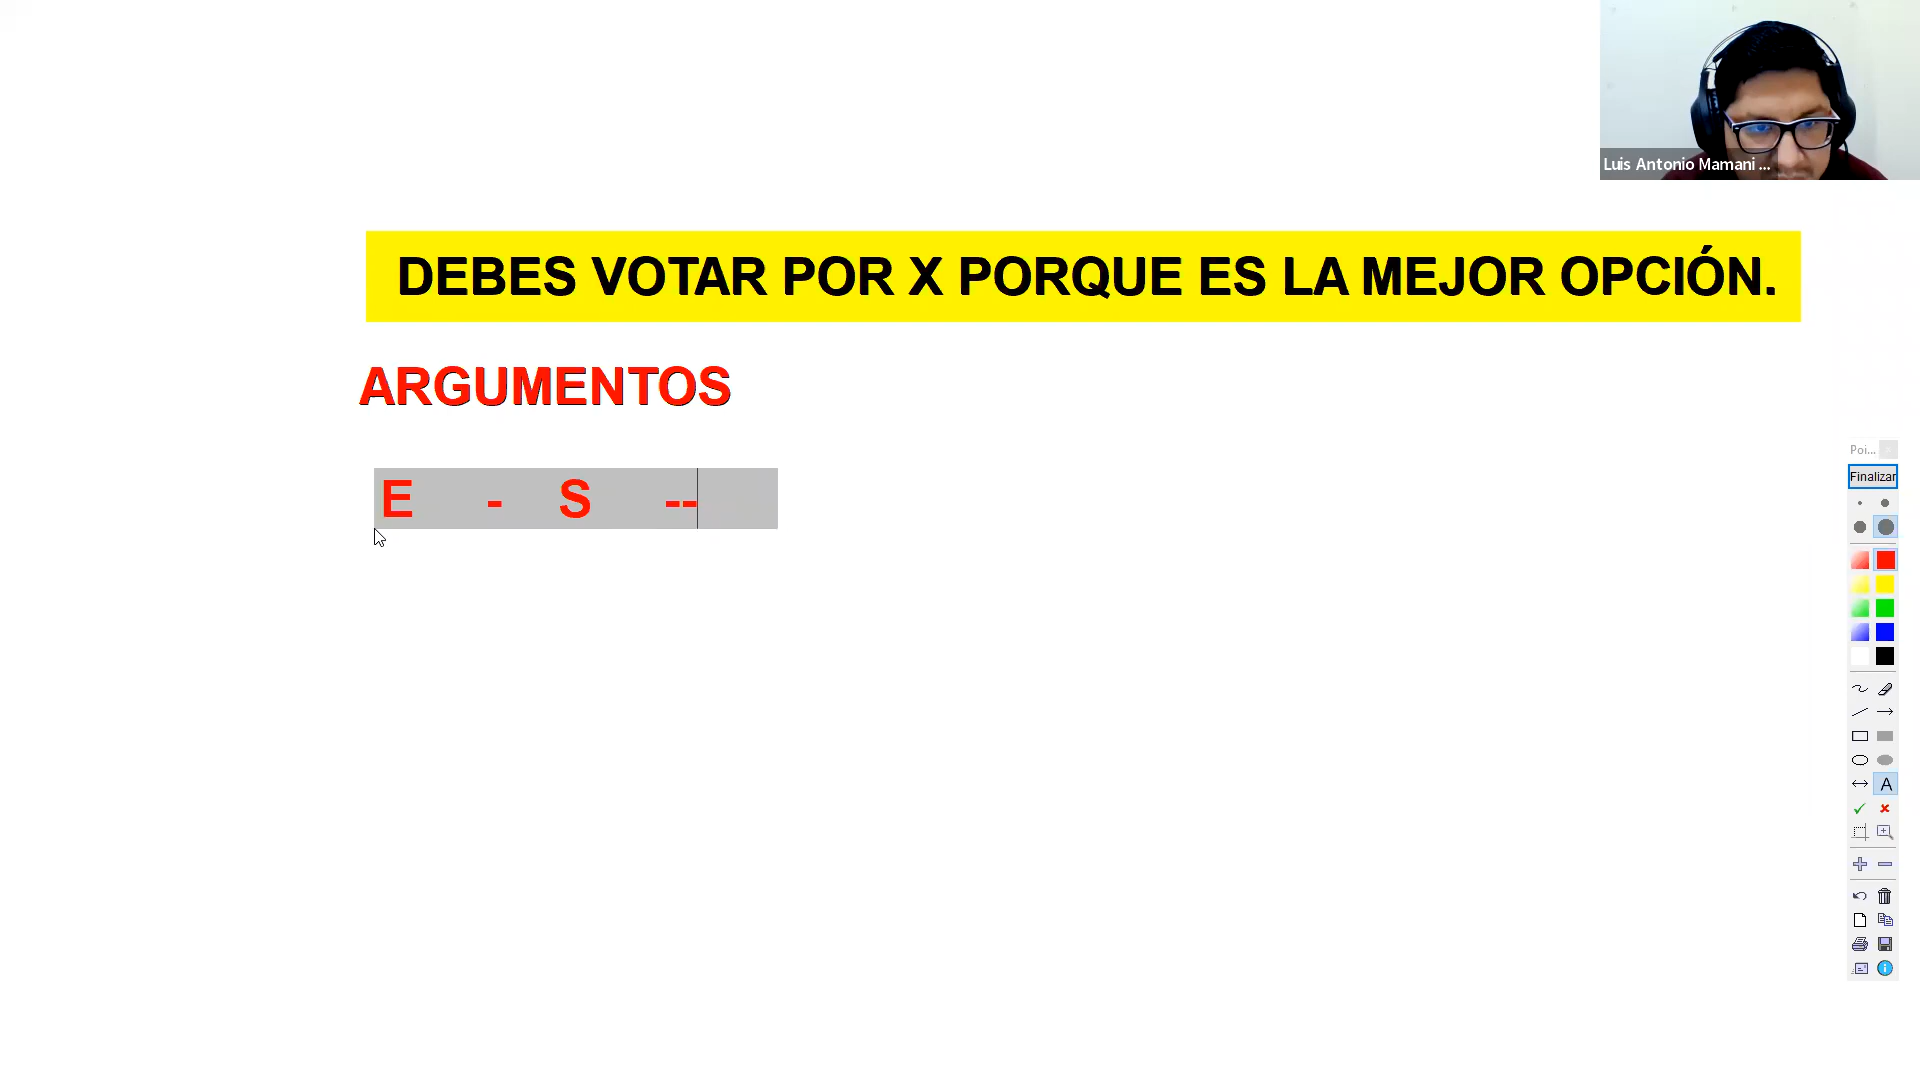 Luis Antonio Mamani ...
DEBES VOTAR POR X PORQUE ES LA MEJOR OPCIÓN.
ARGUMENTOS
E - S --
Poi...
Finalizar
A